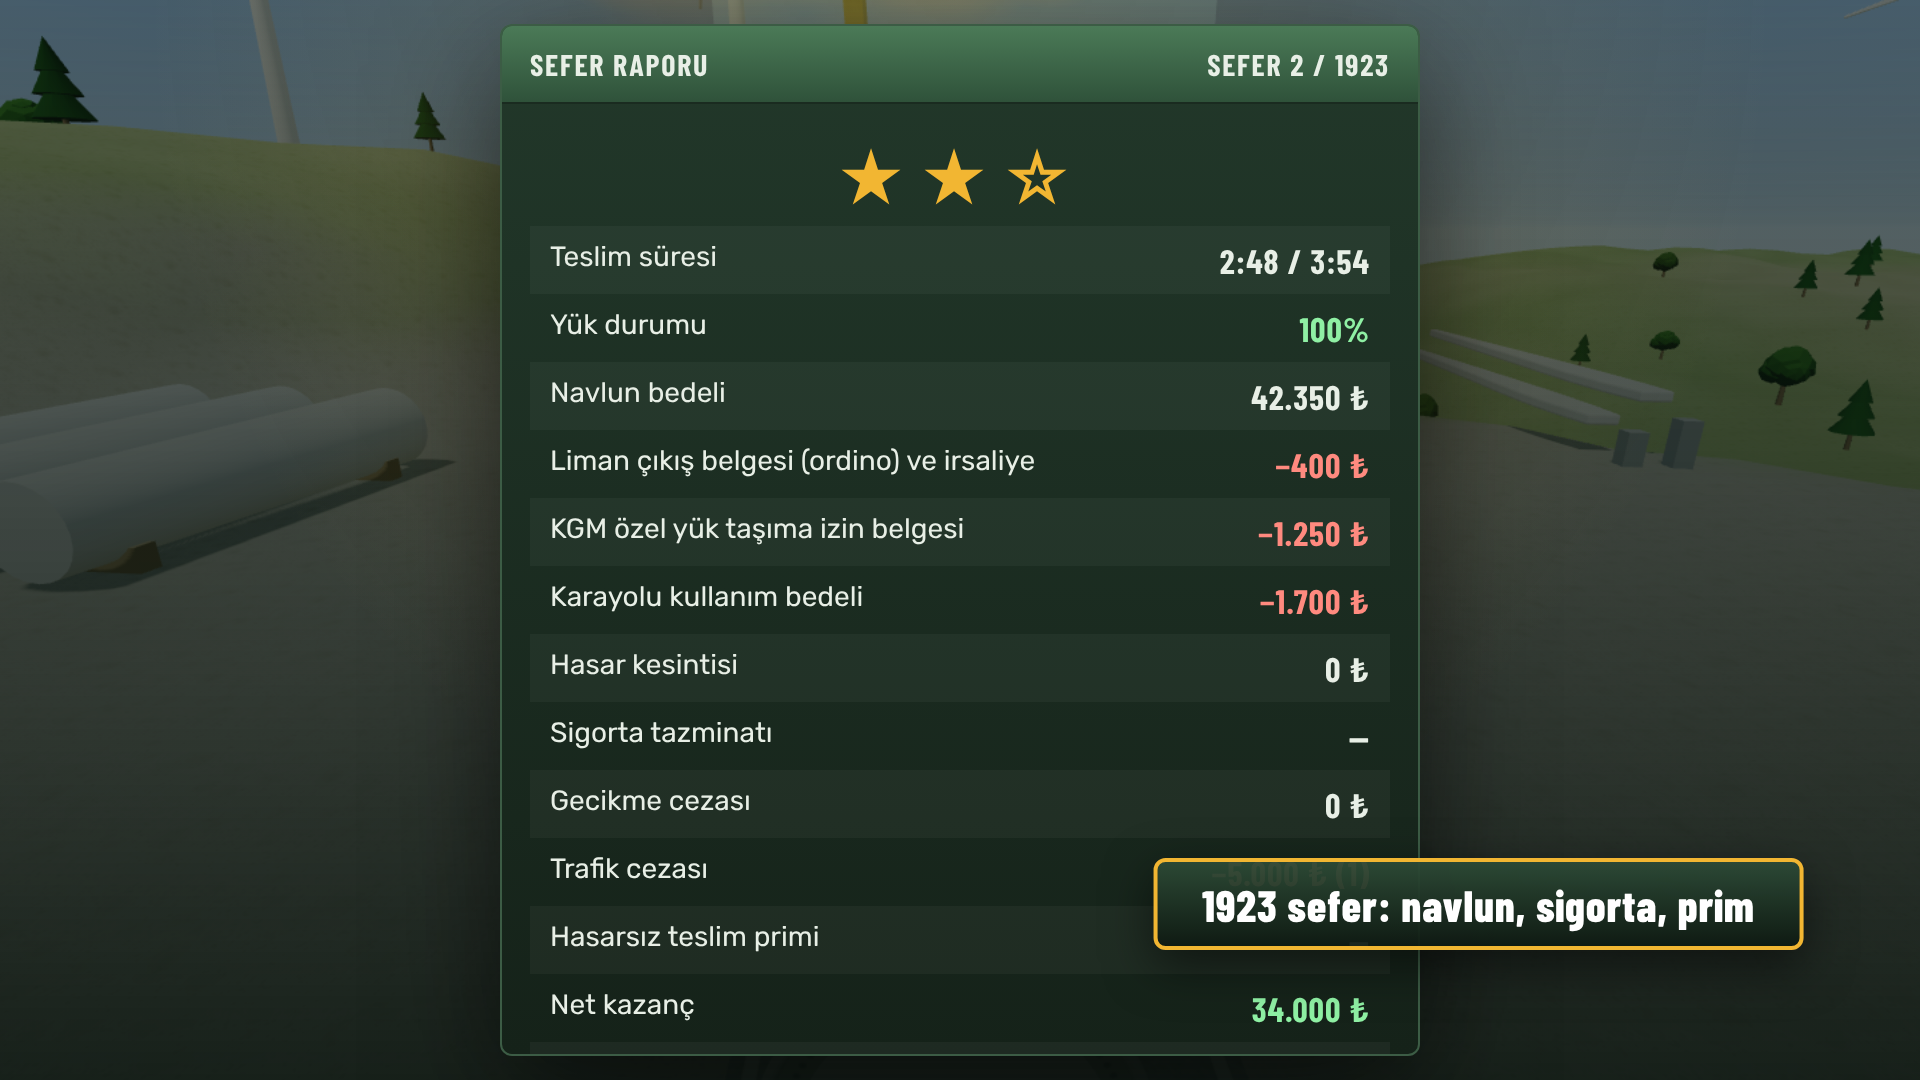 SEFER RAPORU SEFER 2 / 1923
Teslim süresi 2:48 / 3:54
Yük durumu 100%
Navlun bedeli 42.350 ₺
Liman çıkış belgesi (ordino) ve irsaliye –400 ₺
KGM özel yük taşıma izin belgesi –1.250 ₺
Karayolu kullanım bedeli –1.700 ₺
Hasar kesintisi 0 ₺
Sigorta tazminatı –
Gecikme cezası 0 ₺
Trafik cezası –5.000 ₺ (1)
1923 sefer: navlun, sigorta, prim
Hasarsız teslim primi
Net kazanç 34.000 ₺